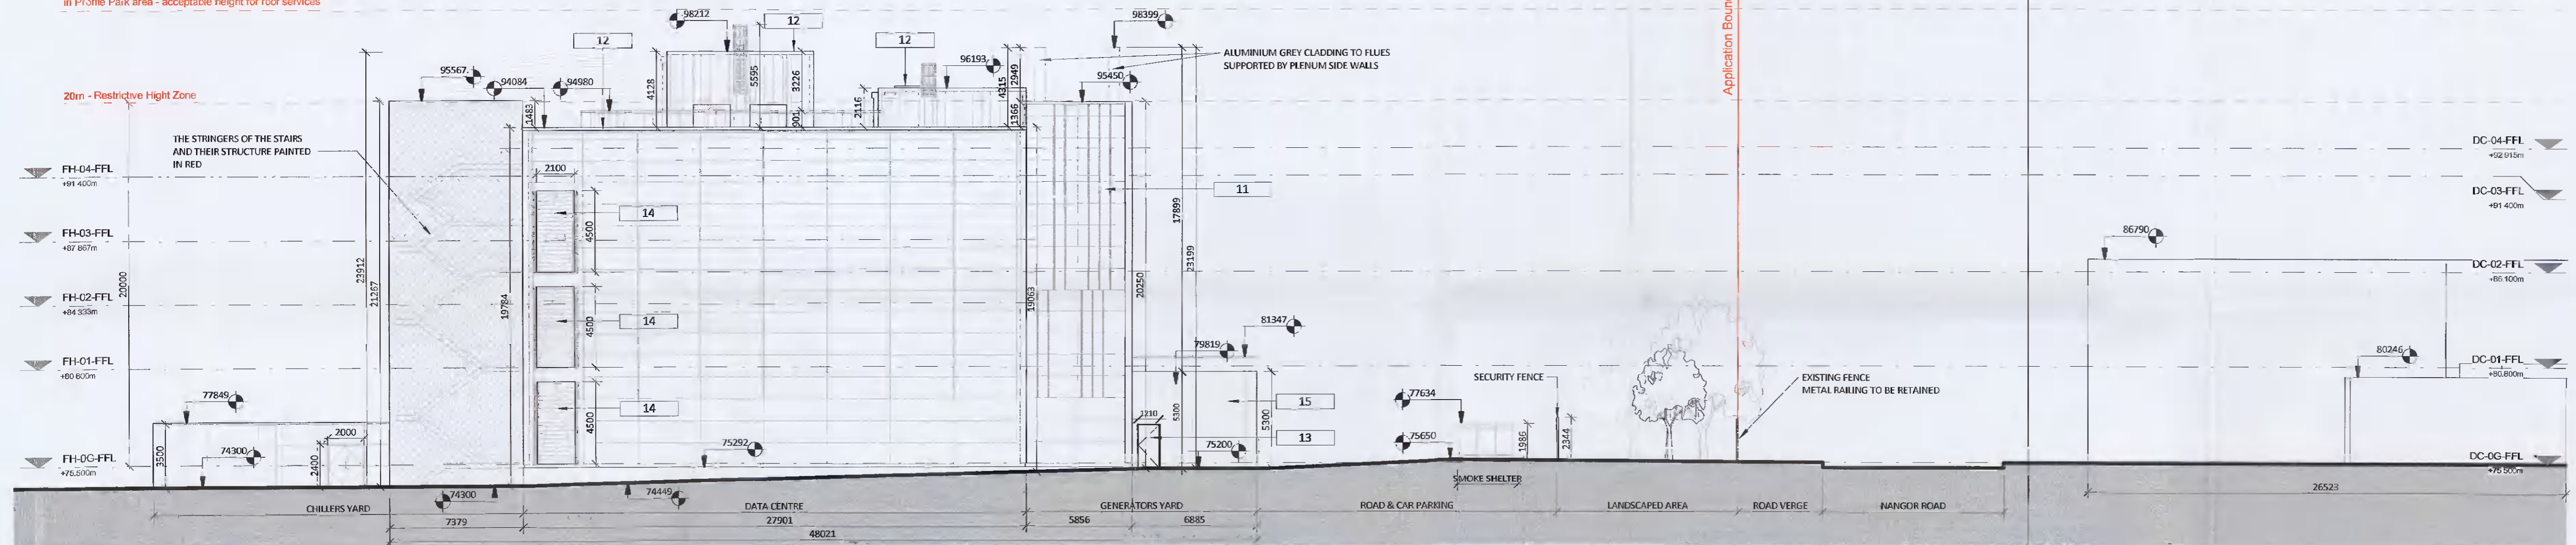 in Profile Park area - acceptable height for roof services
20m - Restrictive Hight Zone
THE STRINGERS OF THE STAIRS
AND THEIR STRUCTURE PAINTED
IN RED
FH-04-FFL
+91 400m
FH-03-FFL
+87 867m
FH-02-FFL
+84 333m
FH-01-FFL
+80 800m
FH-0G-FFL
+75.500m
20000
23912
21267
19784
77849
2000
3500
74300
2400
95567
94084
94980
1483
12
98212
12
4128
5595
3226
901
12
2116
96193
4315
2949
1366
98399
95450
ALUMINIUM GREY CLADDING TO FLUES
SUPPORTED BY PLENUM SIDE WALLS
2100
14
4500
14
4500
14
4500
75292
11
17899
23199
20250
19063
81347
79819
1210
5300
5300
15
13
75200
77634
75650
1986
SECURITY FENCE
2344
SMOKE SHELTER
Application Boun
EXISTING FENCE
METAL RAILING TO BE RETAINED
86790
80246
DC-04-FFL
+92 915m
DC-03-FFL
+91 400m
DC-02-FFL
+86.100m
DC-01-FFL
+80.800m
DC-0G-FFL
+75 500m
26523
74300
74449
CHILLERS YARD
DATA CENTRE
GENERATORS YARD
ROAD & CAR PARKING
LANDSCAPED AREA
ROAD VERGE
NANGOR ROAD
7379
27901
5856
6885
48021